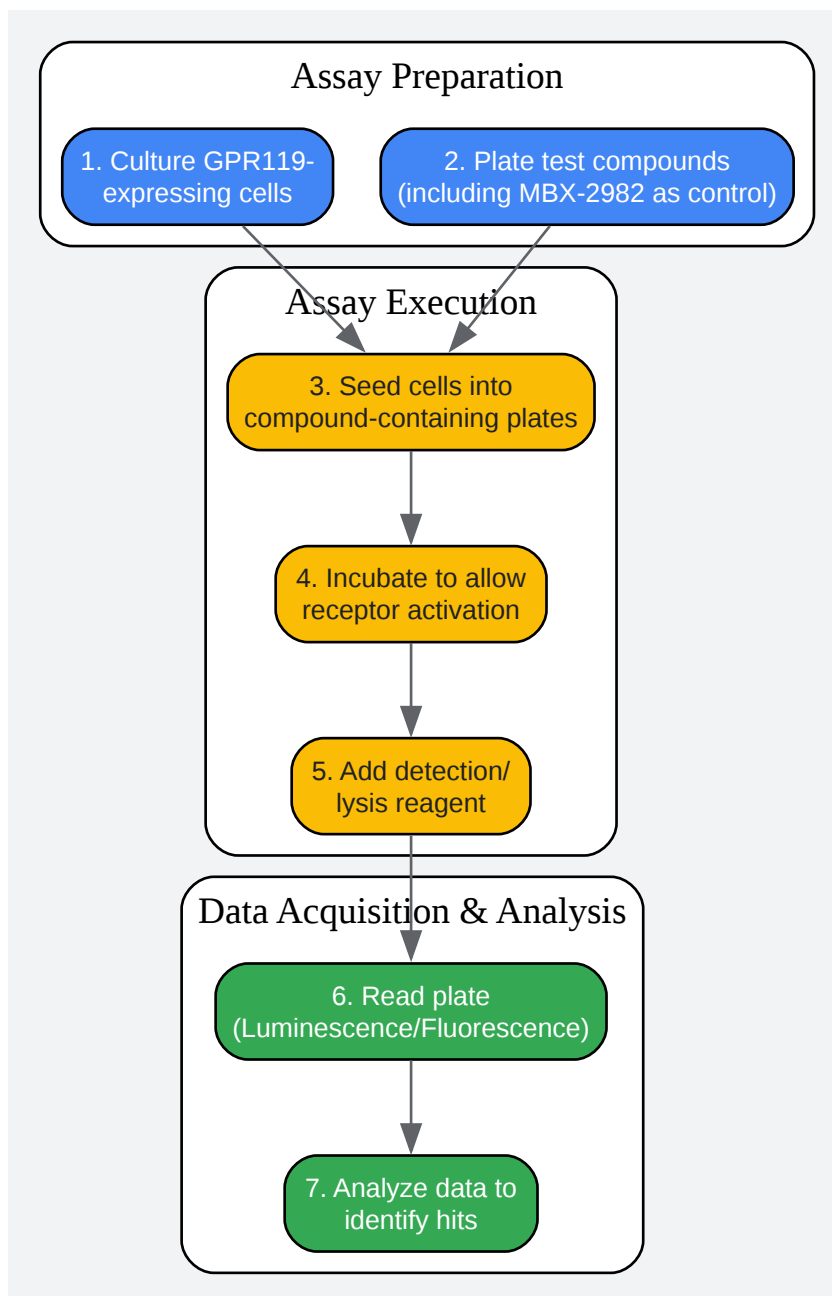 Assay Preparation
1. Culture GPR119-
expressing cells
2. Plate test compounds
(including MBX-2982 as control)
Assay Execution
3. Seed cells into
compound-containing plates
4. Incubate to allow
receptor activation
5. Add detection/
lysis reagent
Data Acquisition & Analysis
6. Read plate
(Luminescence/Fluorescence)
7. Analyze data to
identify hits